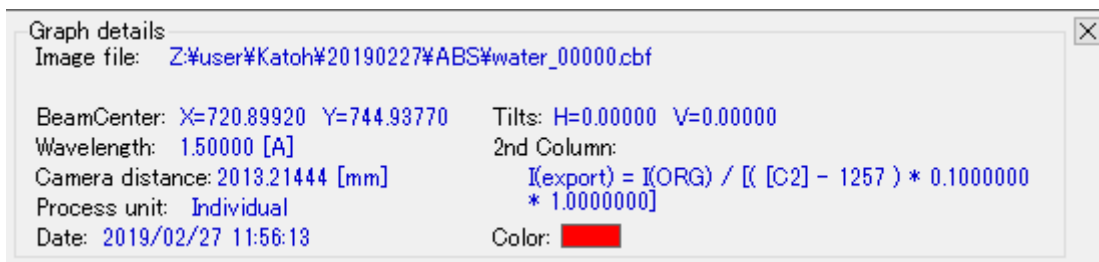 Graph details
Image file: Z:¥user¥Katoh¥20190227¥ABS¥water_00000.cbf
BeamCenter: X=720.89920 Y=744.93770 Tilts: H=0.00000 V=0.00000
Wavelength: 1.50000 [A] 2nd Column:
Camera distance: 2013.21444 [mm] I(export) = I(ORG) / [( [C2] - 1257 ) * 0.1000000
Process unit: Individual * 1.0000000]
Date: 2019/02/27 11:56:13 Color: